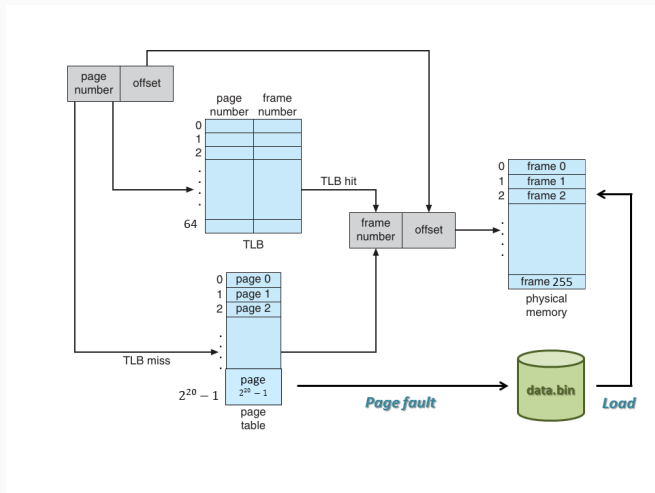 page
number
offset
page
number
frame
number
0
1
2
64
TLB
TLB hit
frame
number
offset
0
frame 0
1
frame 1
2
frame 2
frame 255
physical
memory
0
page 0
1
page 1
2
page 2
TLB miss
2²⁰ − 1
page
2²⁰ − 1
page
table
Page fault
data.bin
Load